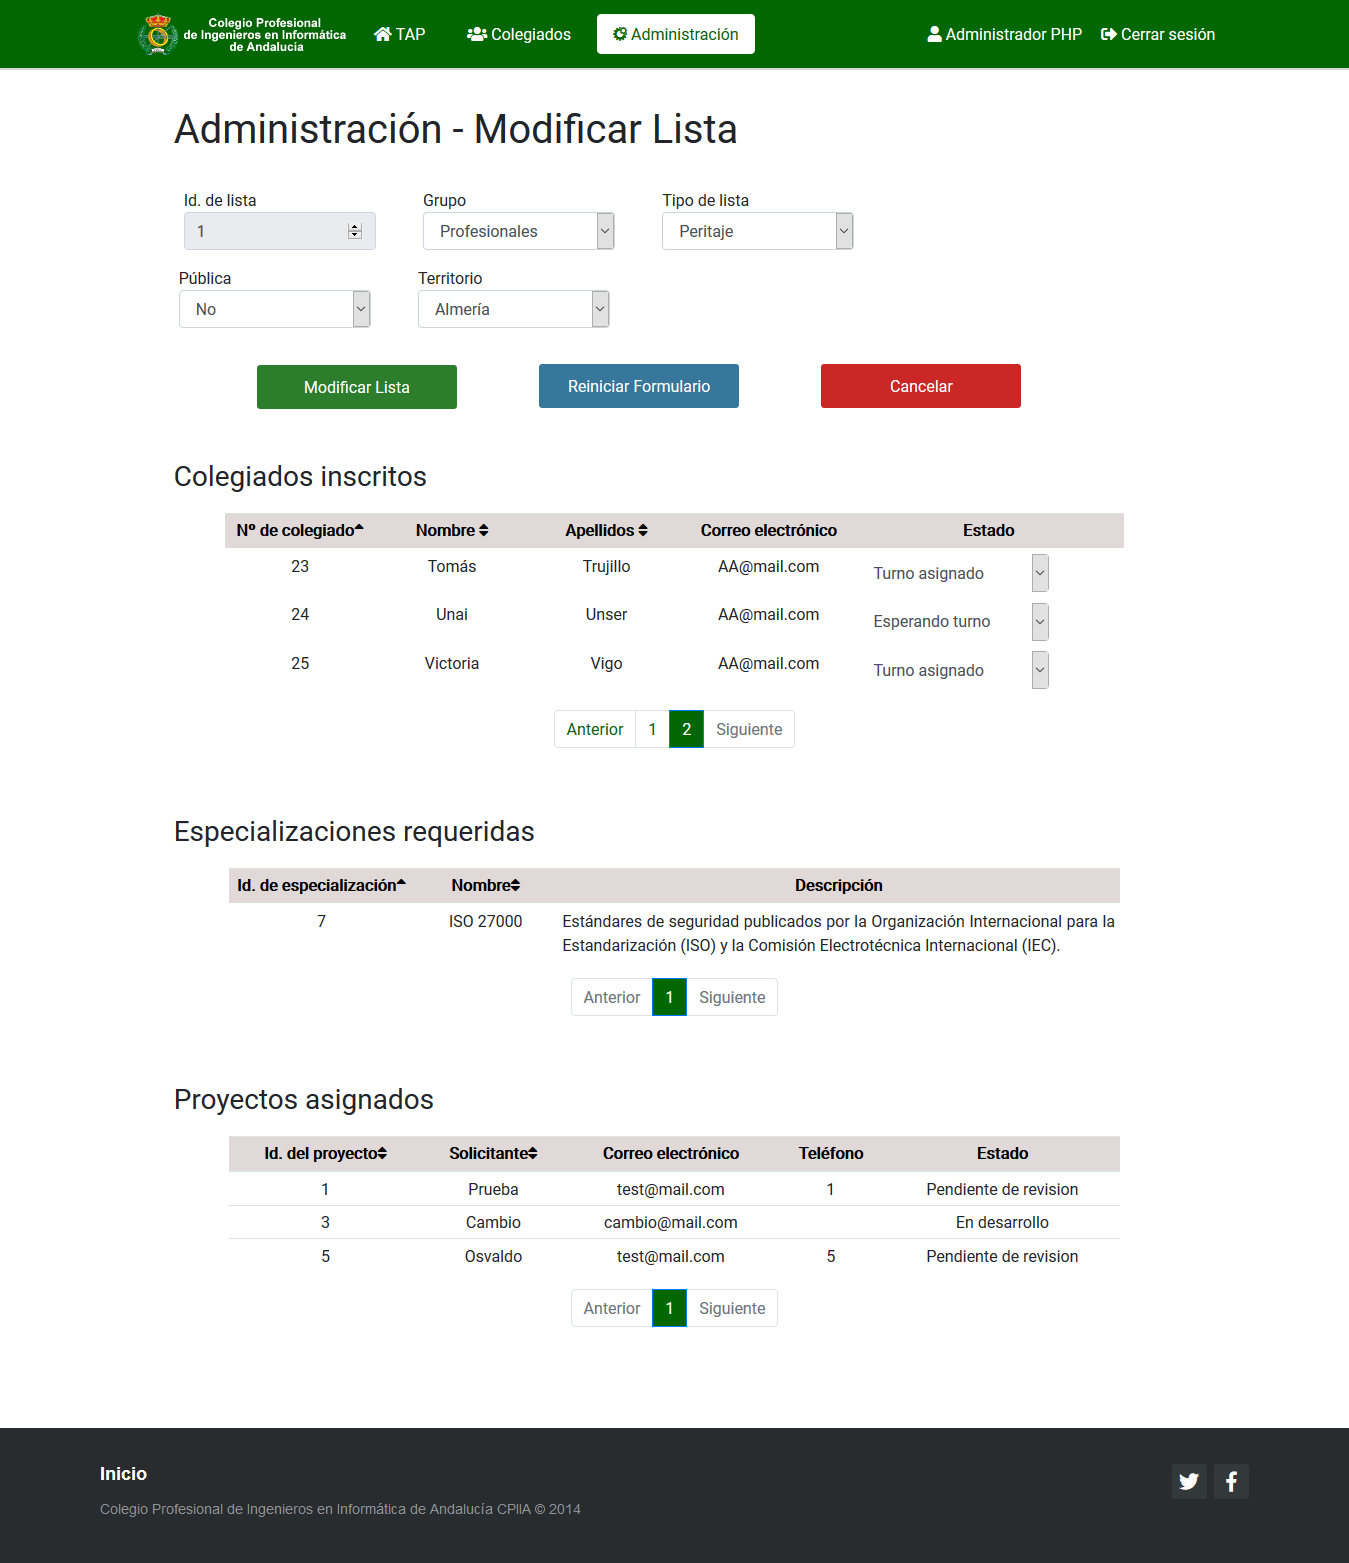 Colegio Profesional
de Ingenieros en Informática
de Andalucía
TAP Colegiados Administración Administrador PHP Cerrar sesión
Administración - Modificar Lista
Id. de lista Grupo Tipo de lista
1 Profesionales Peritaje
Pública Territorio
No Almería
Modificar Lista Reiniciar Formulario Cancelar
Colegiados inscritos
Nº de colegiado Nombre Apellidos Correo electrónico Estado
23 Tomás Trujillo AA@mail.com Turno asignado
24 Unai Unser AA@mail.com Esperando turno
25 Victoria Vigo AA@mail.com Turno asignado
Anterior 1 2 Siguiente
Especializaciones requeridas
Id. de especialización Nombre Descripción
7 ISO 27000 Estándares de seguridad publicados por la Organización Internacional para la
Estandarización (ISO) y la Comisión Electrotécnica Internacional (IEC).
Anterior 1 Siguiente
Proyectos asignados
Id. del proyecto Solicitante Correo electrónico Teléfono Estado
1 Prueba test@mail.com 1 Pendiente de revision
3 Cambio cambio@mail.com En desarrollo
5 Osvaldo test@mail.com 5 Pendiente de revision
Anterior 1 Siguiente
Inicio
Colegio Profesional de Ingenieros en Informática de Andalucía CPIIA © 2014